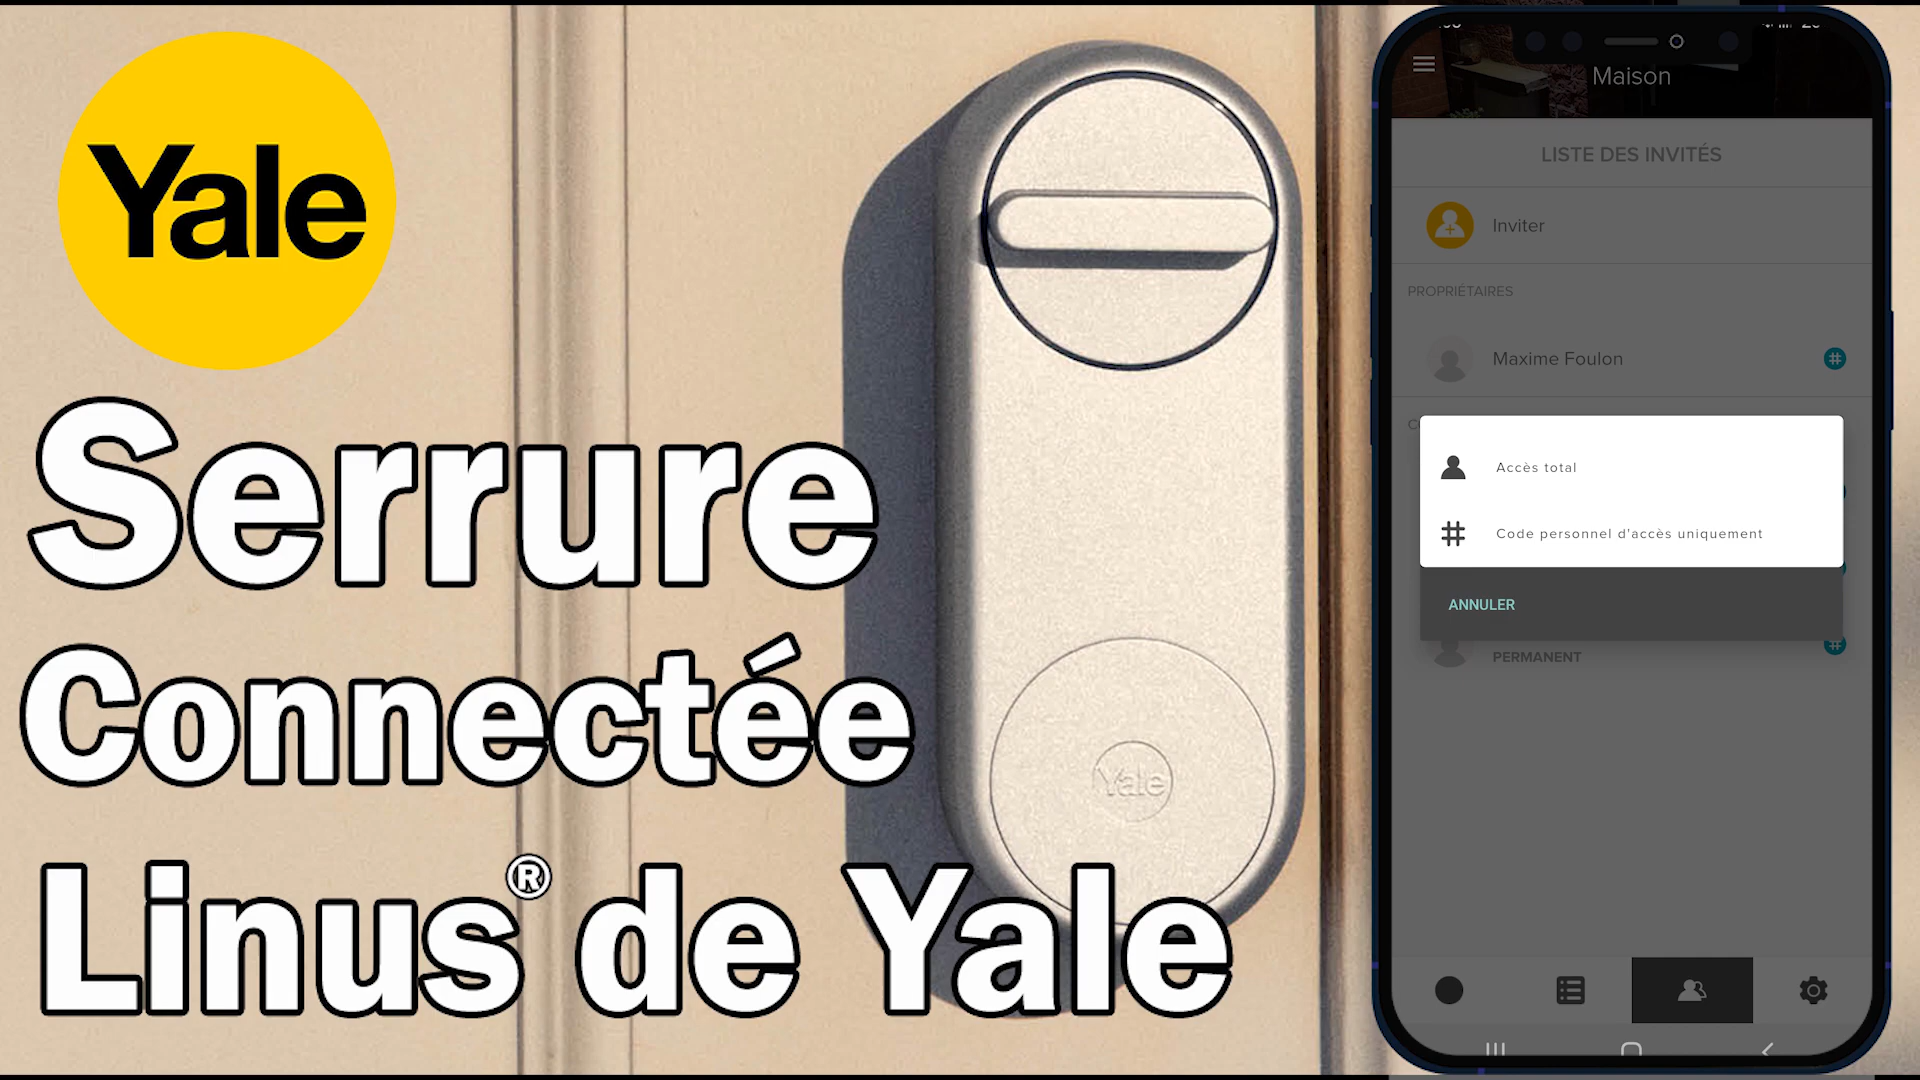 Yale
Serrure
Connectée
Linus® de Yale
Yale
Maison
LISTE DES INVITÉS
Inviter
PROPRIÉTAIRES
Maxime Foulon
Accès total
Code personnel d'accès uniquement
ANNULER
PERMANENT